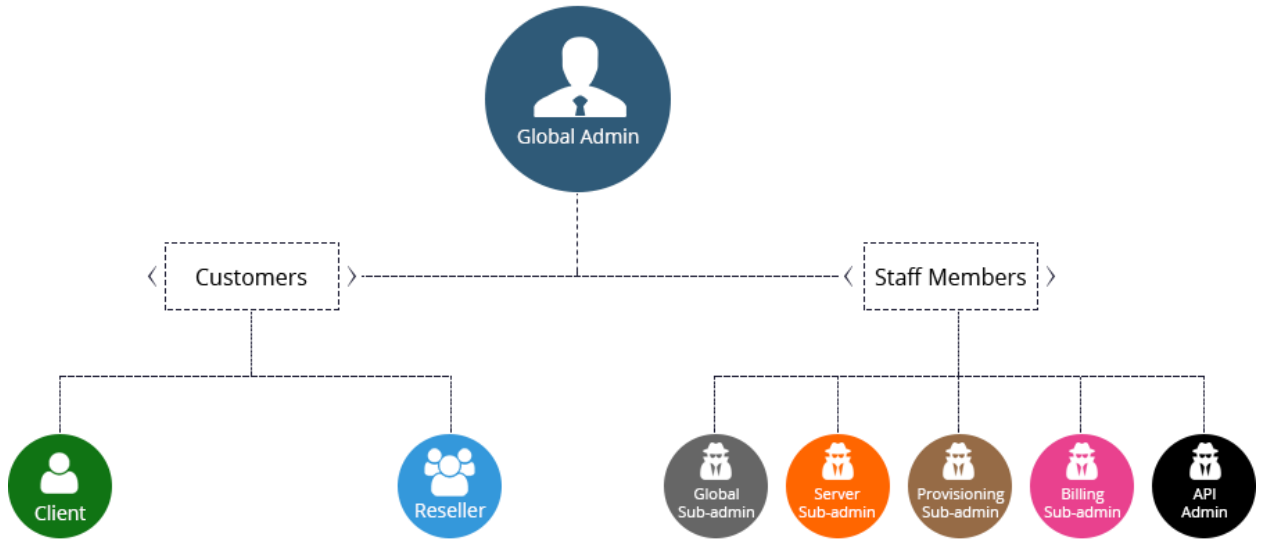 Global Admin
Customers
Staff Members
Client
Reseller
Global
Sub-admin
Server
Sub-admin
Provisioning
Sub-admin
Billing
Sub-admin
API
Admin